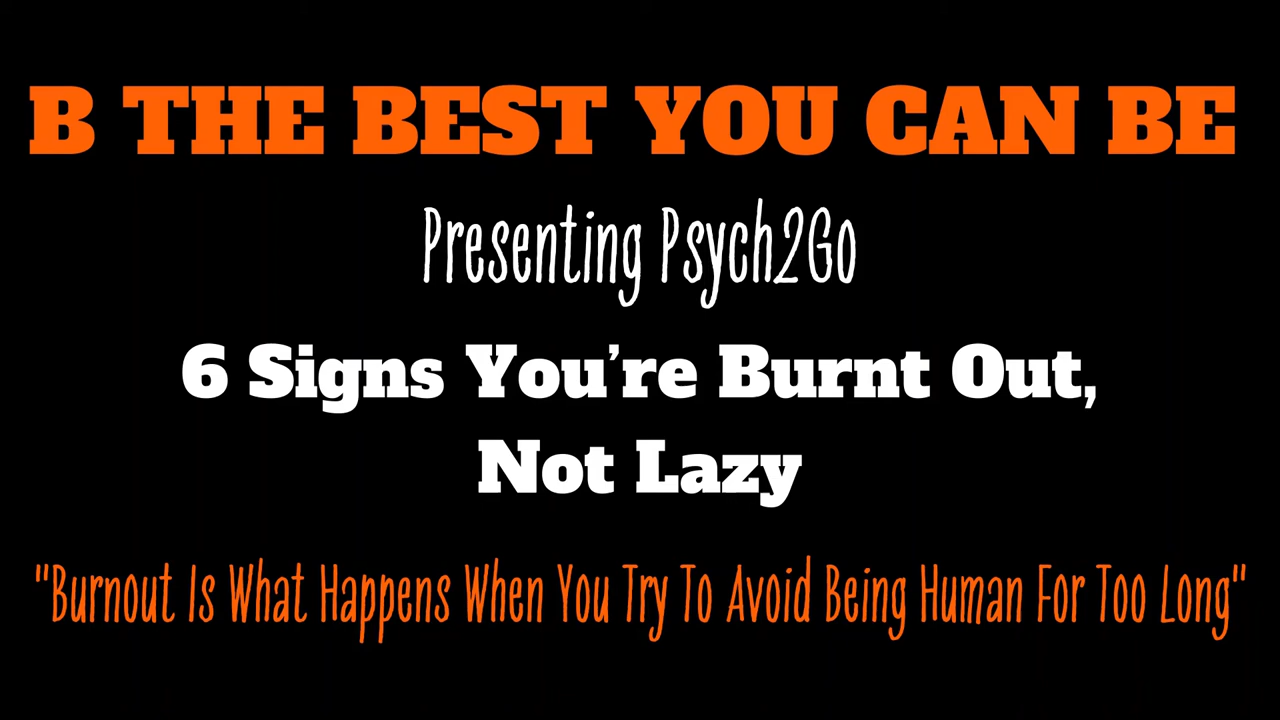 B THE BEST YOU CAN BE
Presenting Psych2Go
6 Signs You’re Burnt Out,
Not Lazy
"Burnout Is What Happens When You Try To Avoid Being Human For Too Long"